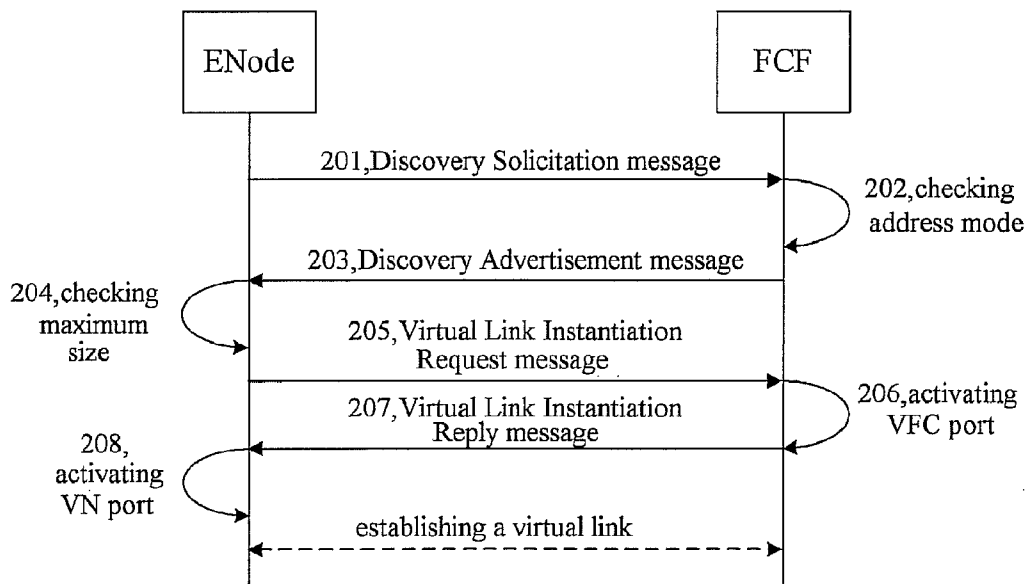 ENode
FCF
201,Discovery Solicitation message
202,checking
address mode
203,Discovery Advertisement message
204,checking
maximum
size
205,Virtual Link Instantiation
Request message
206,activating
VFC port
207,Virtual Link Instantiation
Reply message
208,
activating
VN port
establishing a virtual link